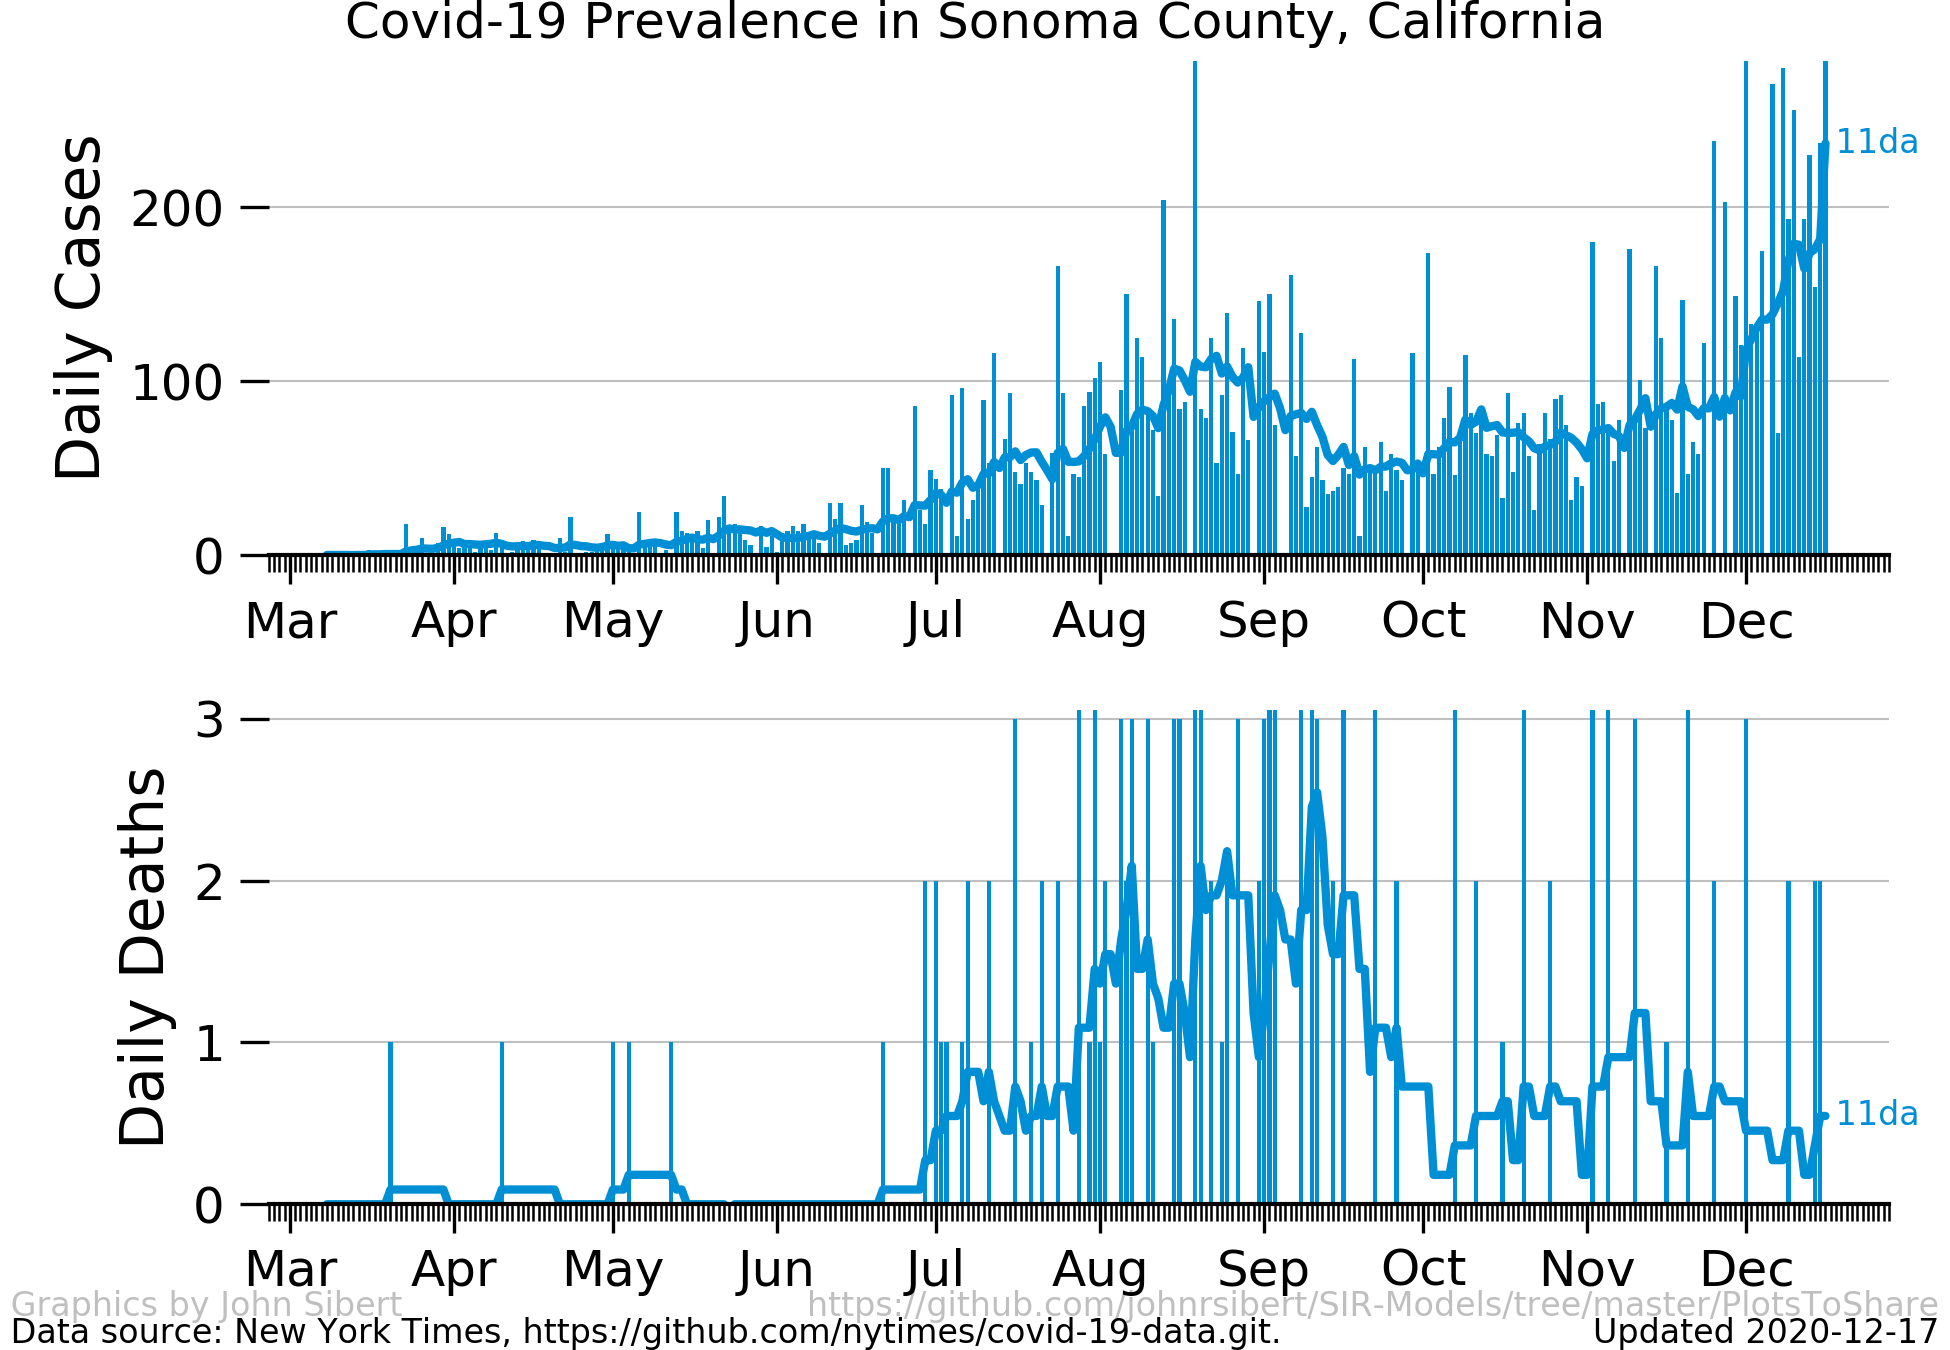 Covid-19 Prevalence in Sonoma County, California
Daily Cases
200
100
0
11da
Mar Apr May Jun Jul Aug Sep Oct Nov Dec
Daily Deaths
3
2
1
0
11da
Mar Apr May Jun Jul Aug Sep Oct Nov Dec
Graphics by John Sibert https://github.com/johnrsibert/SIR-Models/tree/master/PlotsToShare
Data source: New York Times, https://github.com/nytimes/covid-19-data.git. Updated 2020-12-17